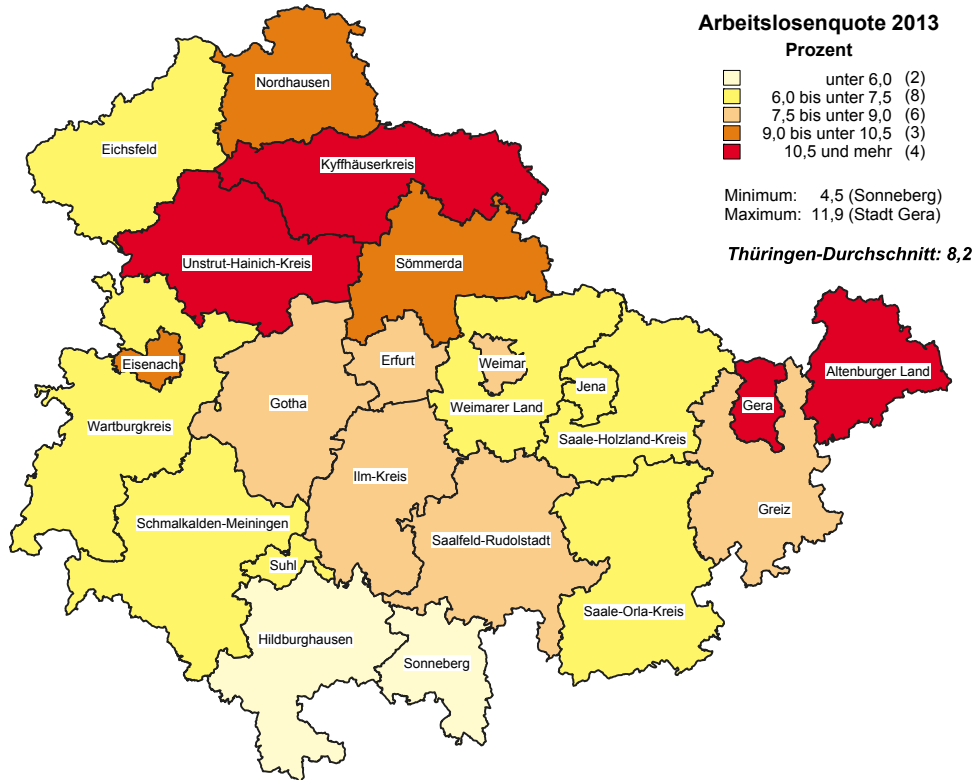 Arbeitslosenquote 2013
Prozent
unter 6,0 (2)
6,0 bis unter 7,5 (8)
7,5 bis unter 9,0 (6)
9,0 bis unter 10,5 (3)
10,5 und mehr (4)
Minimum: 4,5 (Sonneberg)
Maximum: 11,9 (Stadt Gera)
Thüringen-Durchschnitt: 8,2
Nordhausen
Eichsfeld
Kyffhäuserkreis
Unstrut-Hainich-Kreis
Sömmerda
Eisenach
Erfurt
Weimar
Jena
Altenburger Land
Gotha
Weimarer Land
Gera
Wartburgkreis
Saale-Holzland-Kreis
Ilm-Kreis
Greiz
Schmalkalden-Meiningen
Saalfeld-Rudolstadt
Suhl
Saale-Orla-Kreis
Hildburghausen
Sonneberg